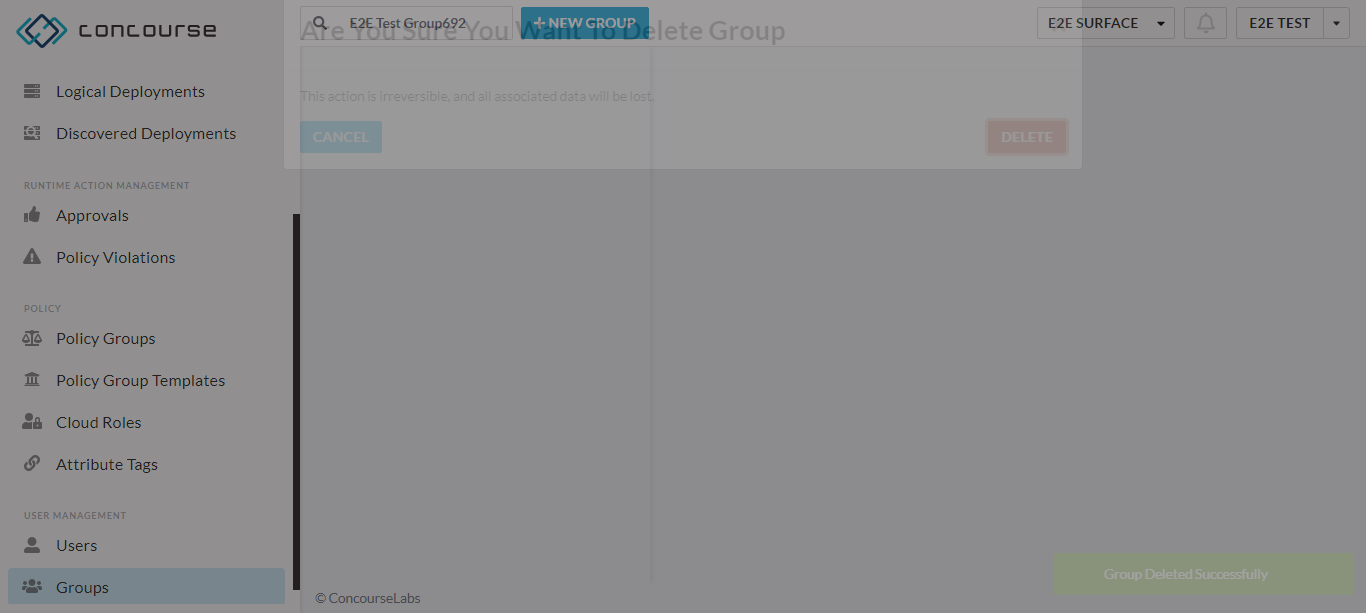 concourse
E2E Test Group692
+ NEW GROUP
E2E SURFACE
E2E TEST
Are You Sure You Want To Delete Group
This action is irreversible, and all associated data will be lost.
CANCEL
DELETE
Logical Deployments
Discovered Deployments
RUNTIME ACTION MANAGEMENT
Approvals
Policy Violations
POLICY
Policy Groups
Policy Group Templates
Cloud Roles
Attribute Tags
USER MANAGEMENT
Users
Groups
Group Deleted Successfully
© ConcourseLabs